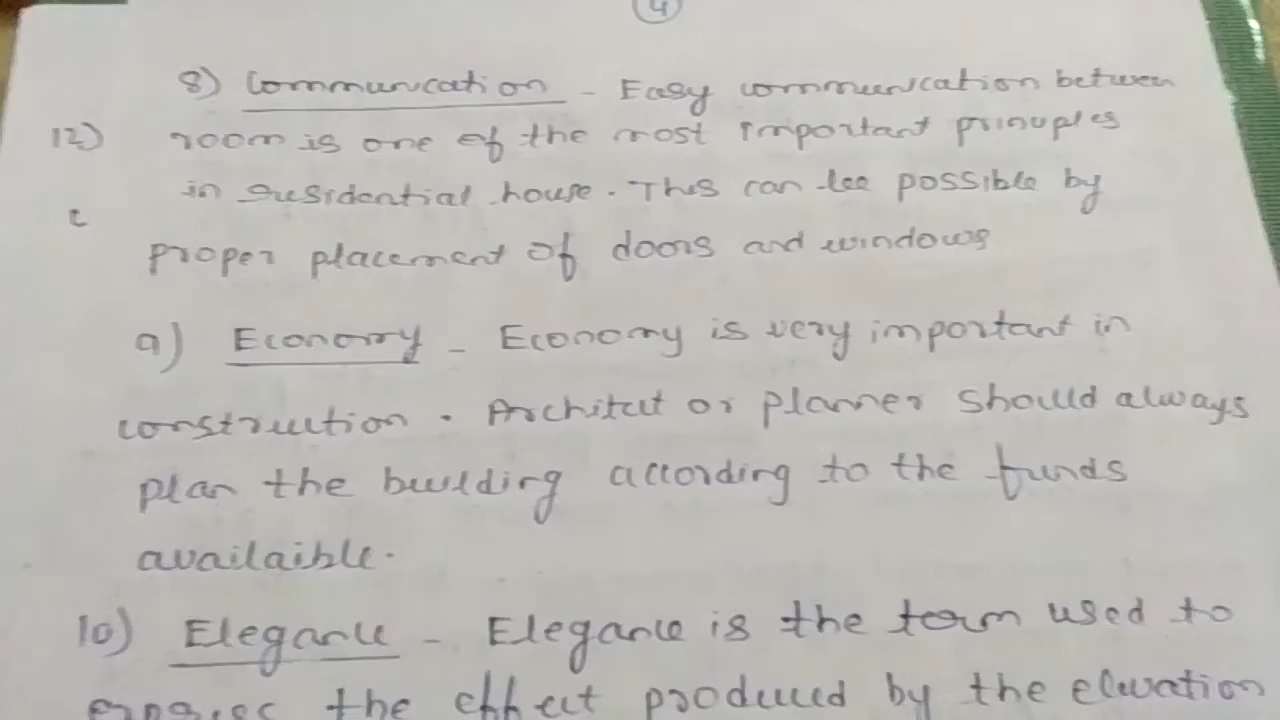 4
8) Communication - Easy communication between
12) room is one of the most important principles
in residential house. This can be possible by
proper placement of doors and windows
9) Economy - Economy is very important in
construction. Architect or planner should always
plan the building according to the funds
availaible.
10) Elegance - Elegance is the term used to
express the effect produced by the elevation